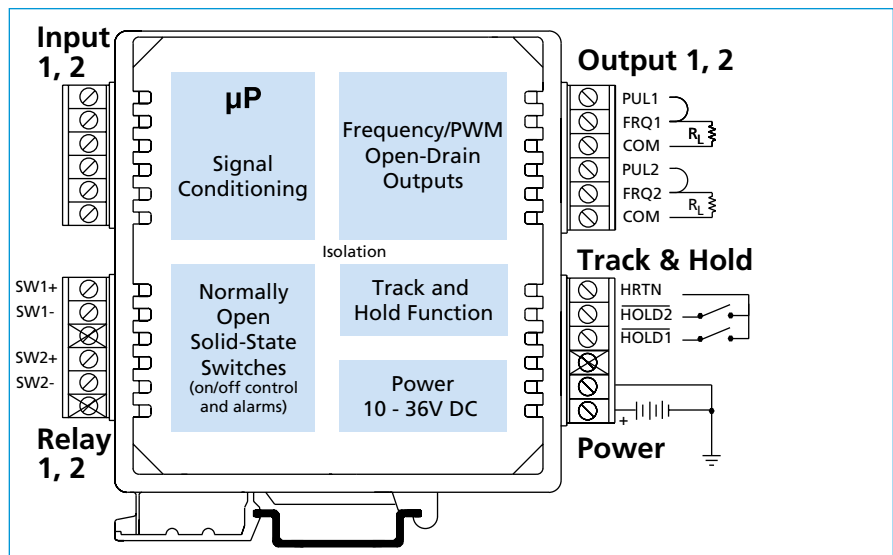 Input
1, 2
Output 1, 2
µP
Signal
Conditioning
Frequency/PWM
Open-Drain
Outputs
PUL1
FRQ1
COM
RL
PUL2
FRQ2
COM
RL
Isolation
SW1+
SW1-
SW2+
SW2-
Normally
Open
Solid-State
Switches
(on/off control
and alarms)
Track and
Hold Function
Power
10 - 36V DC
Track & Hold
HRTN
HOLD2
HOLD1
+
Relay
1, 2
Power